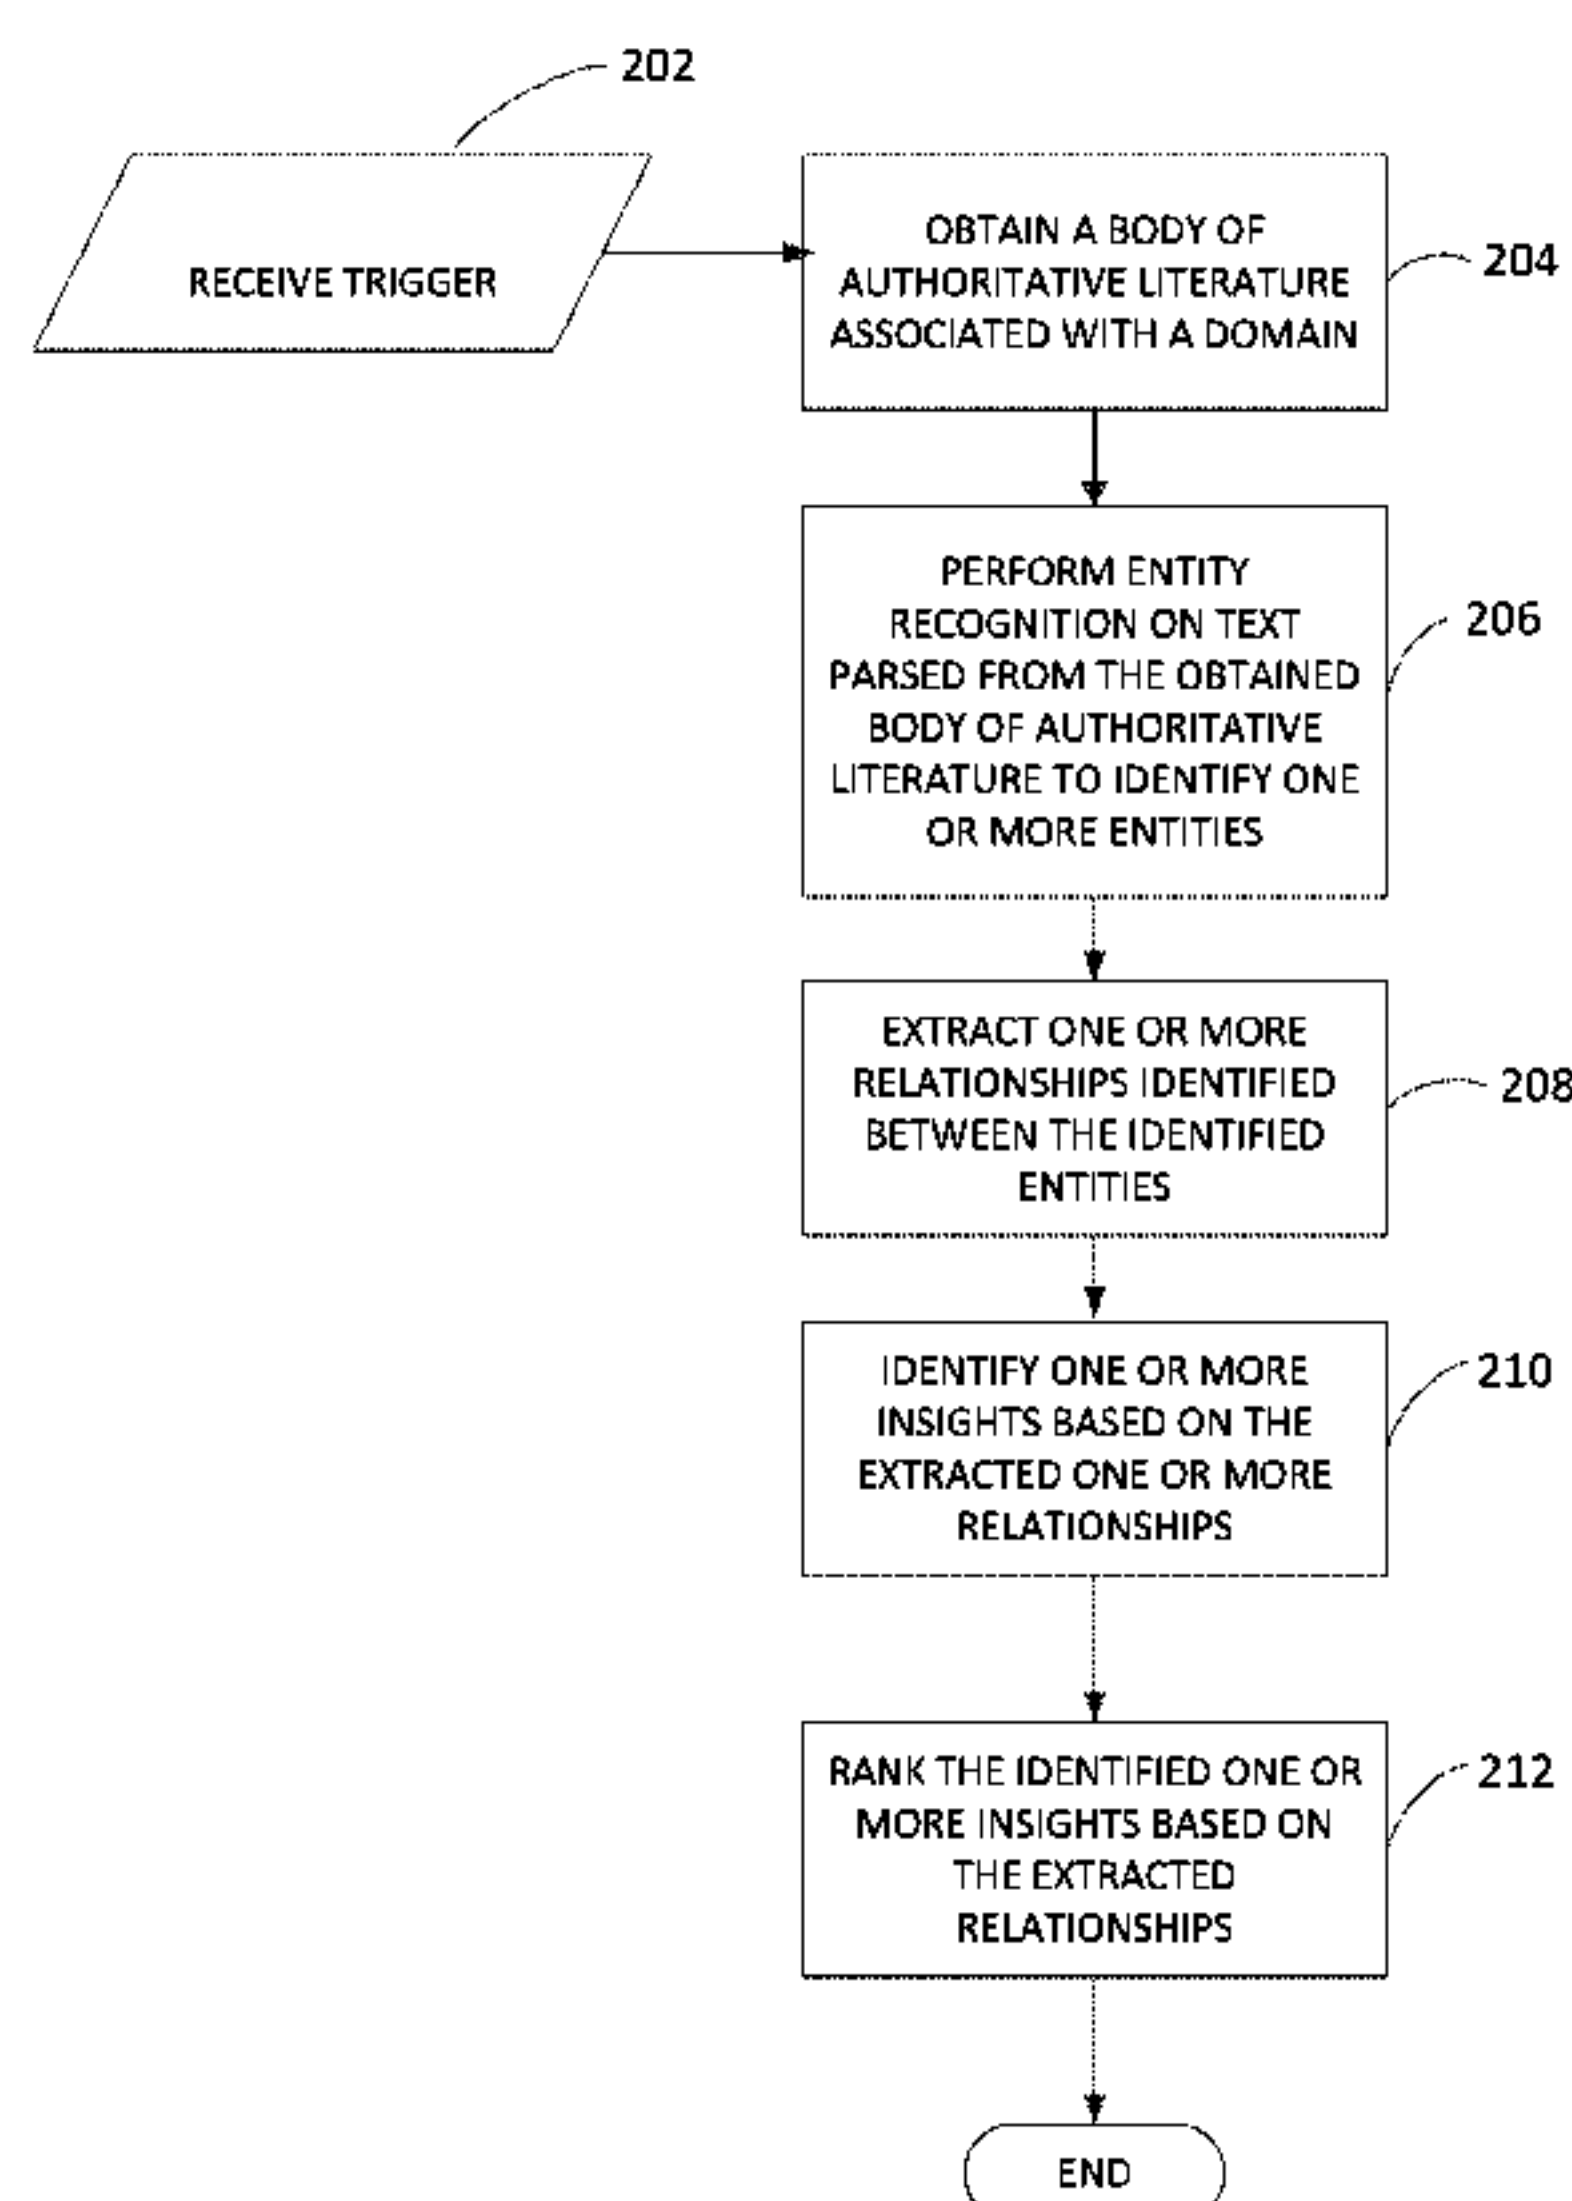 202
RECEIVE TRIGGER
OBTAIN A BODY OF
AUTHORITATIVE LITERATURE
ASSOCIATED WITH A DOMAIN
204
PERFORM ENTITY
RECOGNITION ON TEXT
PARSED FROM THE OBTAINED
BODY OF AUTHORITATIVE
LITERATURE TO IDENTIFY ONE
OR MORE ENTITIES
206
EXTRACT ONE OR MORE
RELATIONSHIPS IDENTIFIED
BETWEEN THE IDENTIFIED
ENTITIES
208
IDENTIFY ONE OR MORE
INSIGHTS BASED ON THE
EXTRACTED ONE OR MORE
RELATIONSHIPS
210
RANK THE IDENTIFIED ONE OR
MORE INSIGHTS BASED ON
THE EXTRACTED
RELATIONSHIPS
212
END